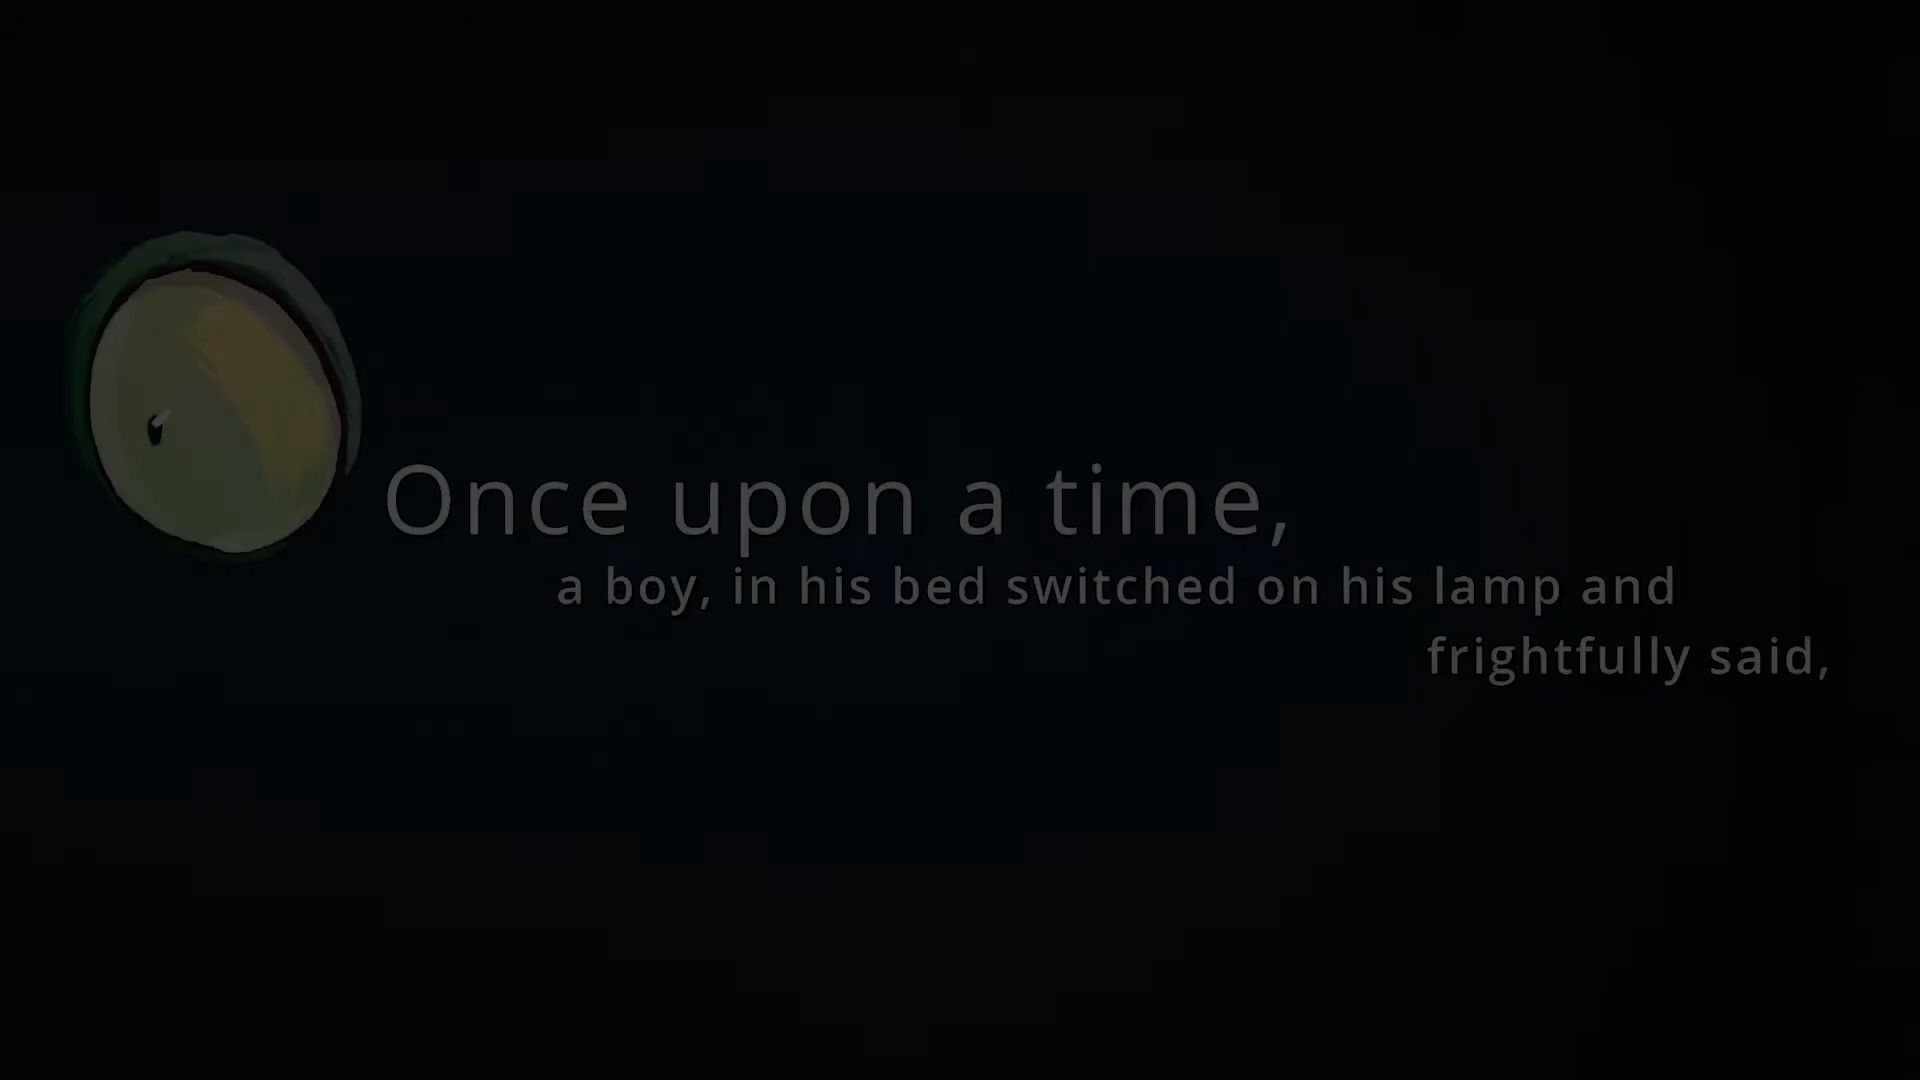 Once upon a time,
a boy, in his bed switched on his lamp and
frightfully said,